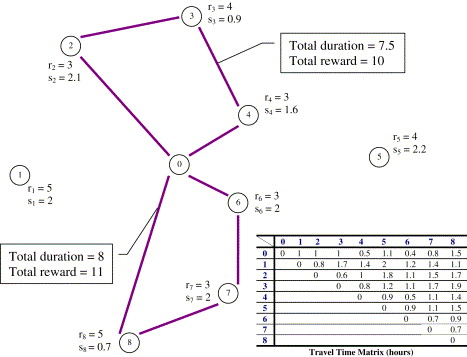 r3 = 4
s3 = 0.9
3
2
r2 = 3
s2 = 2.1
Total duration = 7.5
Total reward = 10
r4 = 3
s4 = 1.6
4
r5 = 4
s5 = 2.2
5
0
1
r1 = 5
s1 = 2
r6 = 3
s6 = 2
6
Total duration = 8
Total reward = 11
r7 = 3
s7 = 2
7
r8 = 5
s8 = 0.7
8
0 1 2 3 4 5 6 7 8
0 0 1 1 1 0.5 1.1 0.4 0.8 1.5
1 0 0.8 1.7 1.4 2 1.2 1.4 1.1
2 0 0.6 1 1.8 1.1 1.5 1.7
3 0 0.8 1.2 1.1 1.7 1.9
4 0 0.9 0.5 1.1 1.4
5 0 0.9 1.1 1.5
6 0 0.7 0.9
7 0 0.7
8 0
Travel Time Matrix (hours)